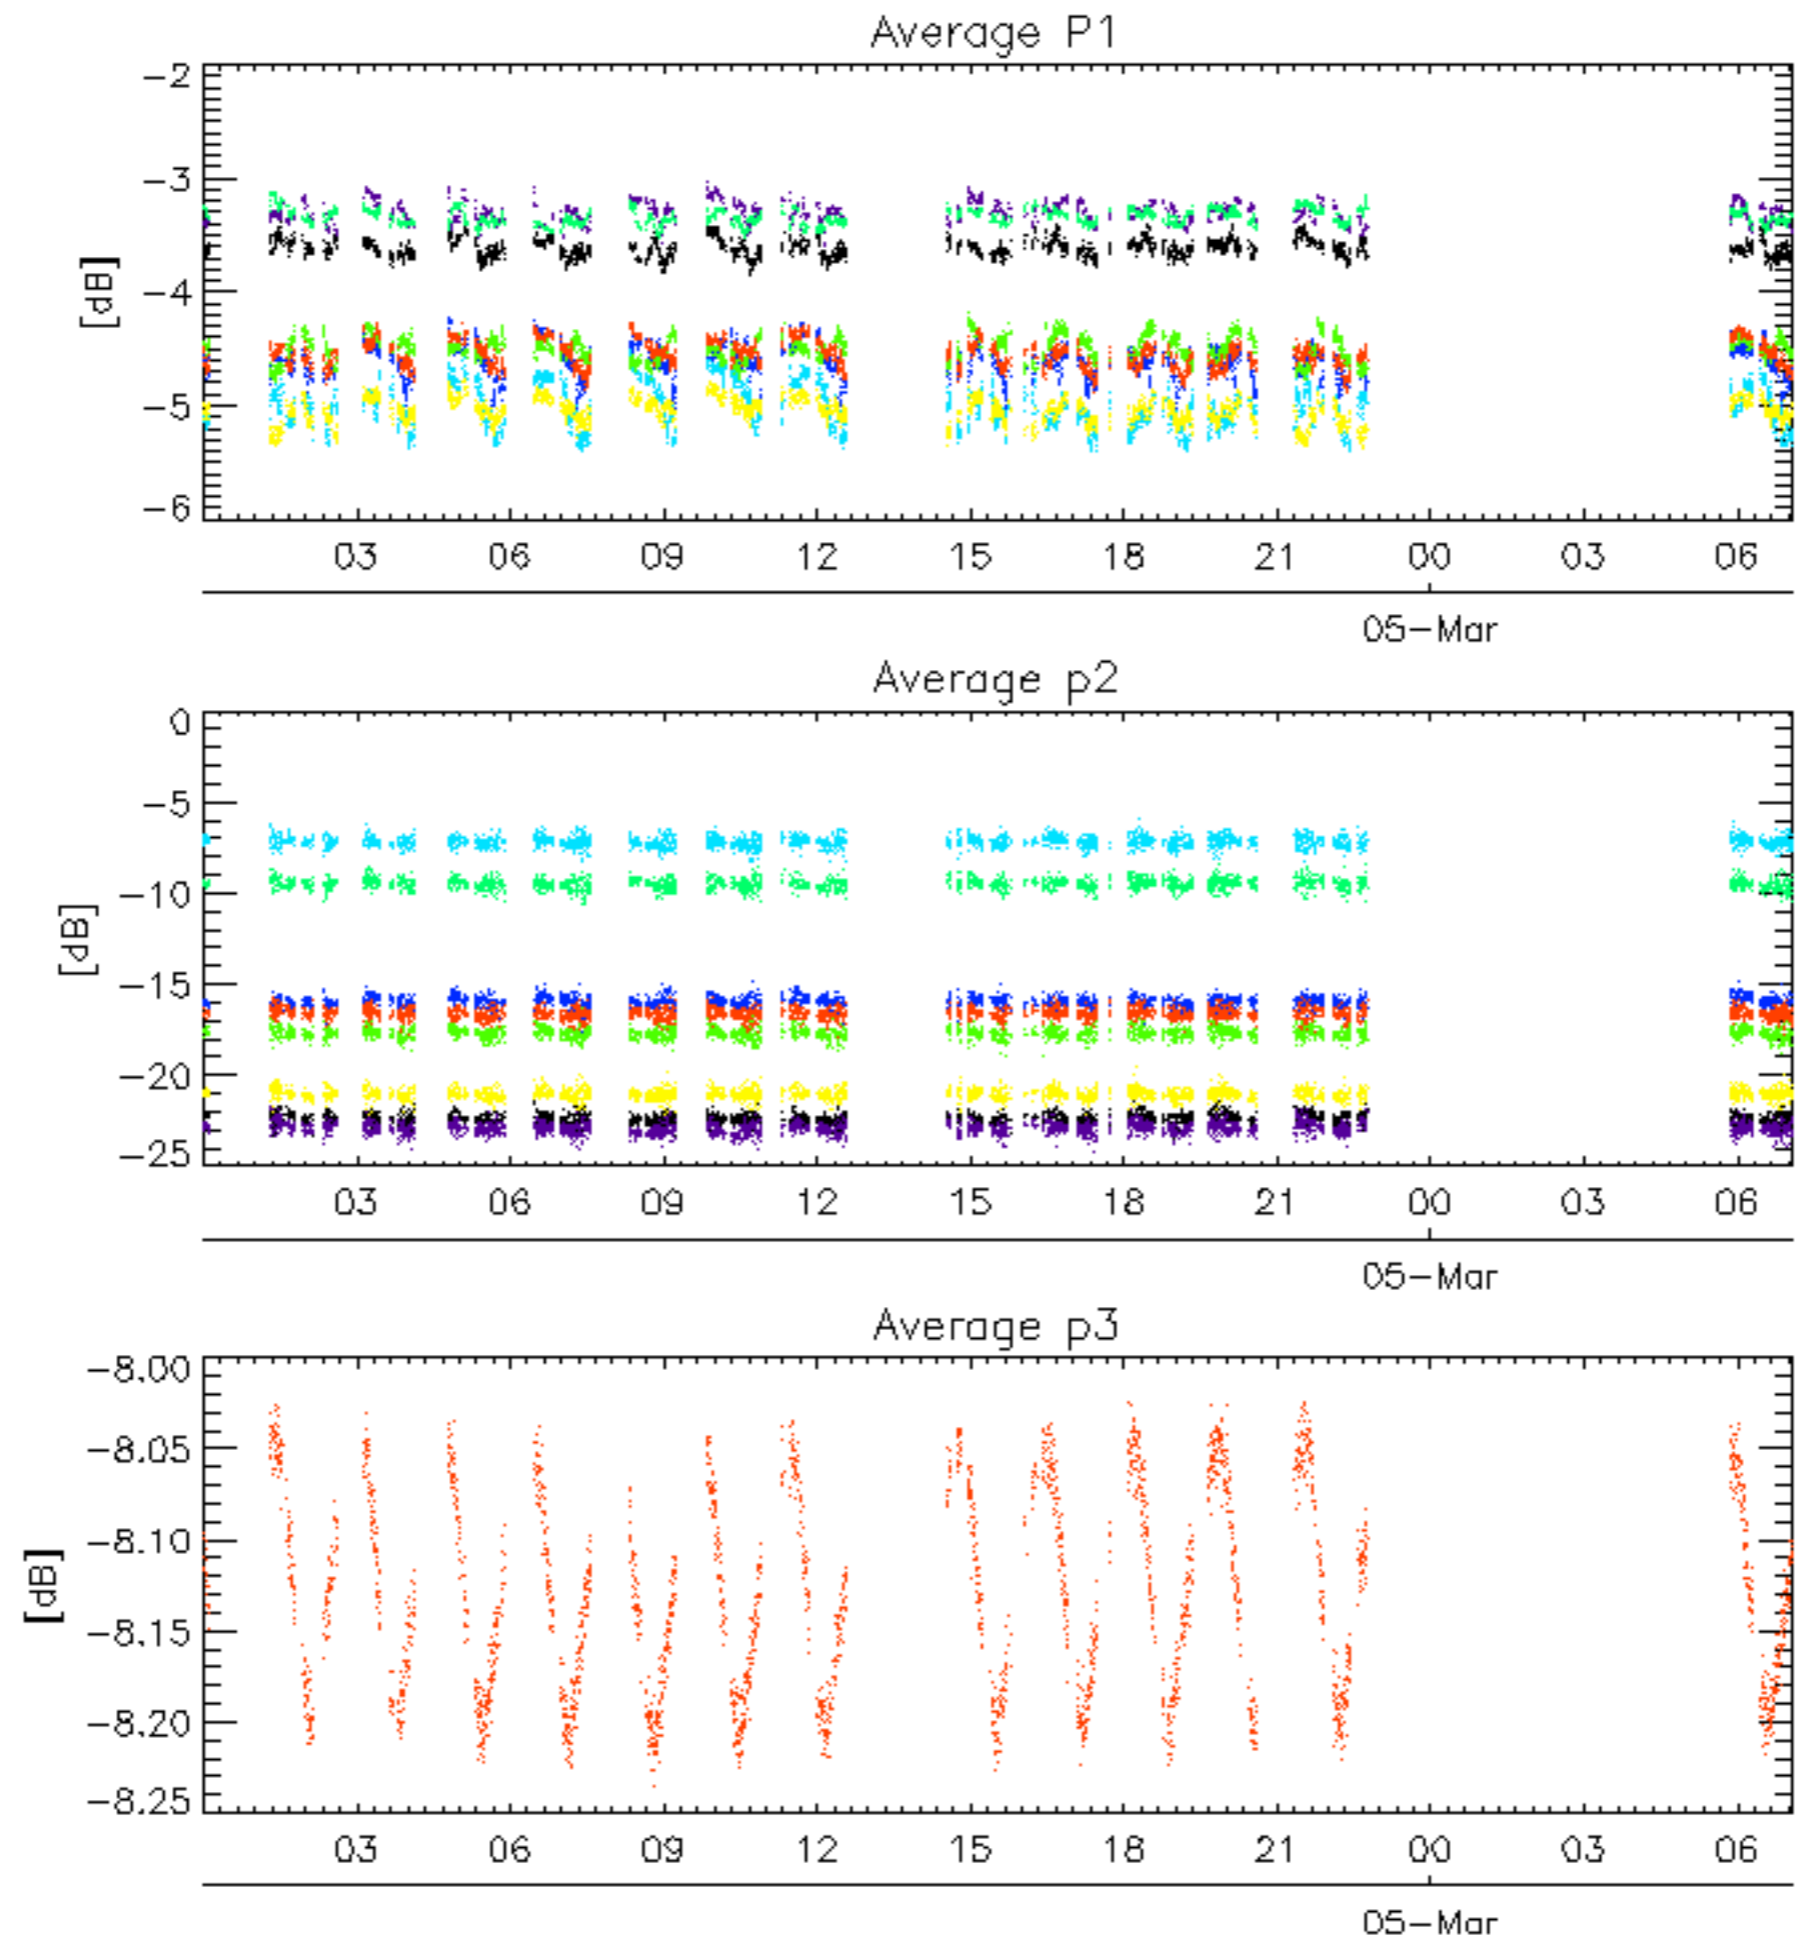 Average P1
-2
-3
-4
-5
-6
[dB]
03 06 09 12 15 18 21 00 03 06
05-Mar
Average p2
0
-5
-10
-15
-20
-25
[dB]
03 06 09 12 15 18 21 00 03 06
05-Mar
Average p3
-8.00
-8.05
-8.10
-8.15
-8.20
-8.25
[dB]
03 06 09 12 15 18 21 00 03 06
05-Mar